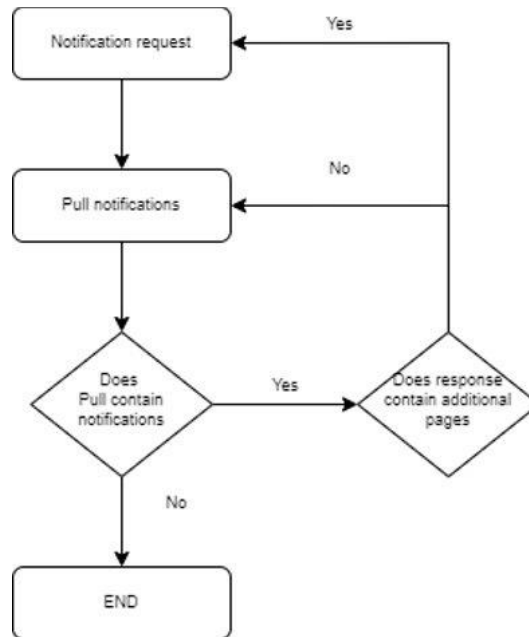 Notification request
Yes
Pull notifications
No
Does
Pull contain
notifications
Yes
Does response
contain additional
pages
No
END